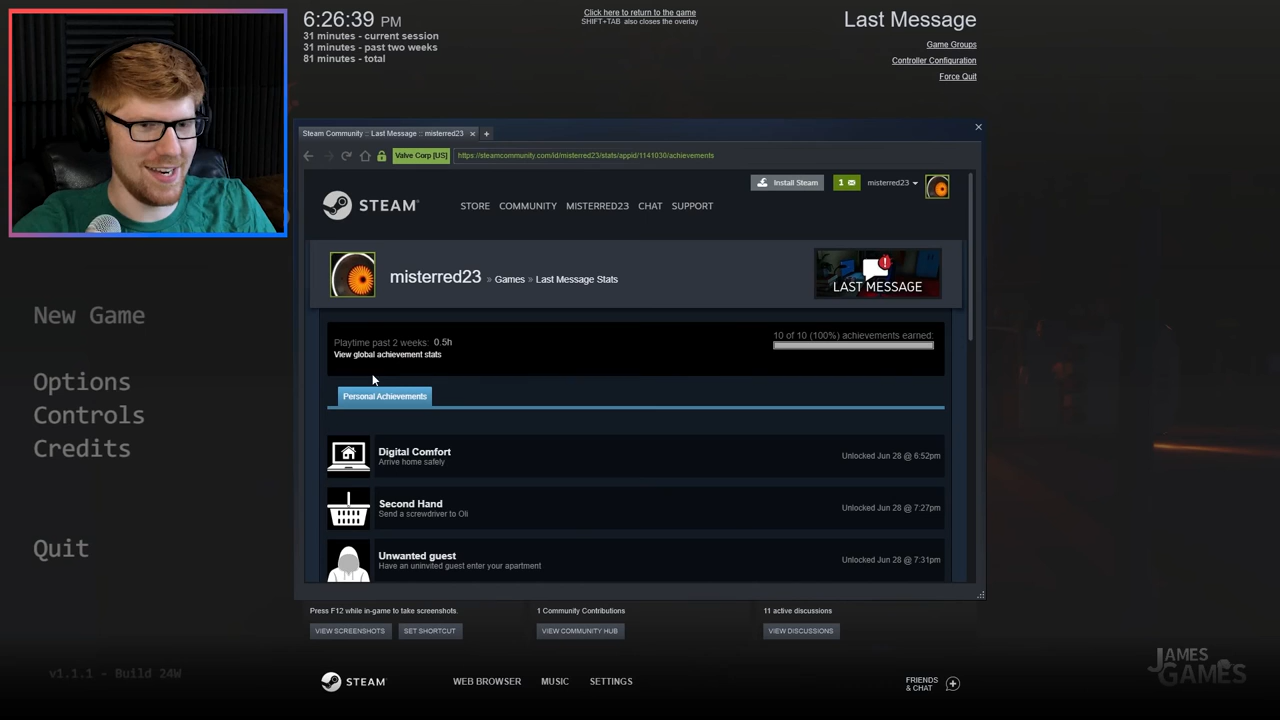 6:26:39 PM
31 minutes - current session
31 minutes - past two weeks
81 minutes - total
Click here to return to the game
SHIFT+TAB also closes the overlay
Last Message
Game Groups
Controller Configuration
Force Quit
Steam Community :: Last Message :: misterred23
Valve Corp [US]
https://steamcommunity.com/id/misterred23/stats/appid/1141030/achievements
Install Steam
1
misterred23
STEAM
STORE COMMUNITY MISTERRED23 CHAT SUPPORT
misterred23 » Games » Last Message Stats
LAST MESSAGE
Playtime past 2 weeks: 0.5h
View global achievement stats
10 of 10 (100%) achievements earned:
Personal Achievements
Digital Comfort
Arrive home safely
Unlocked Jun 28 @ 6:52pm
Second Hand
Send a screwdriver to Oli
Unlocked Jun 28 @ 7:27pm
Unwanted guest
Have an uninvited guest enter your apartment
Unlocked Jun 28 @ 7:31pm
New Game
Options
Controls
Credits
Quit
v1.1.1 - Build 24W
Press F12 while in-game to take screenshots.
VIEW SCREENSHOTS SET SHORTCUT
1 Community Contributions
VIEW COMMUNITY HUB
11 active discussions
VIEW DISCUSSIONS
STEAM
WEB BROWSER MUSIC SETTINGS
FRIENDS
& CHAT
JAMES
GAMES